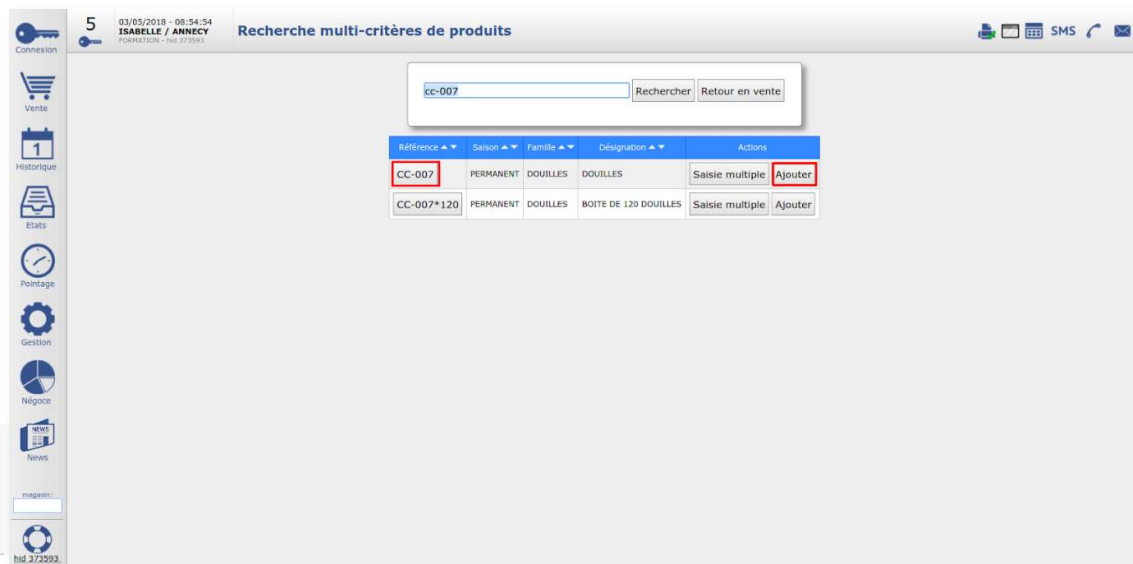 5
03/05/2018 - 08:54:54
ISABELLE / ANNECY
FORMATION - hid 373593
Recherche multi-critères de produits
SMS
Connexion
Vente
1
Historique
Etats
Pointage
Gestion
Négoce
NEWS
News
magasin:
hid 373593
cc-007 Rechercher Retour en vente
Référence Saison Famille Désignation Actions
CC-007 PERMANENT DOUILLES DOUILLES Saisie multiple Ajouter
CC-007*120 PERMANENT DOUILLES BOITE DE 120 DOUILLES Saisie multiple Ajouter